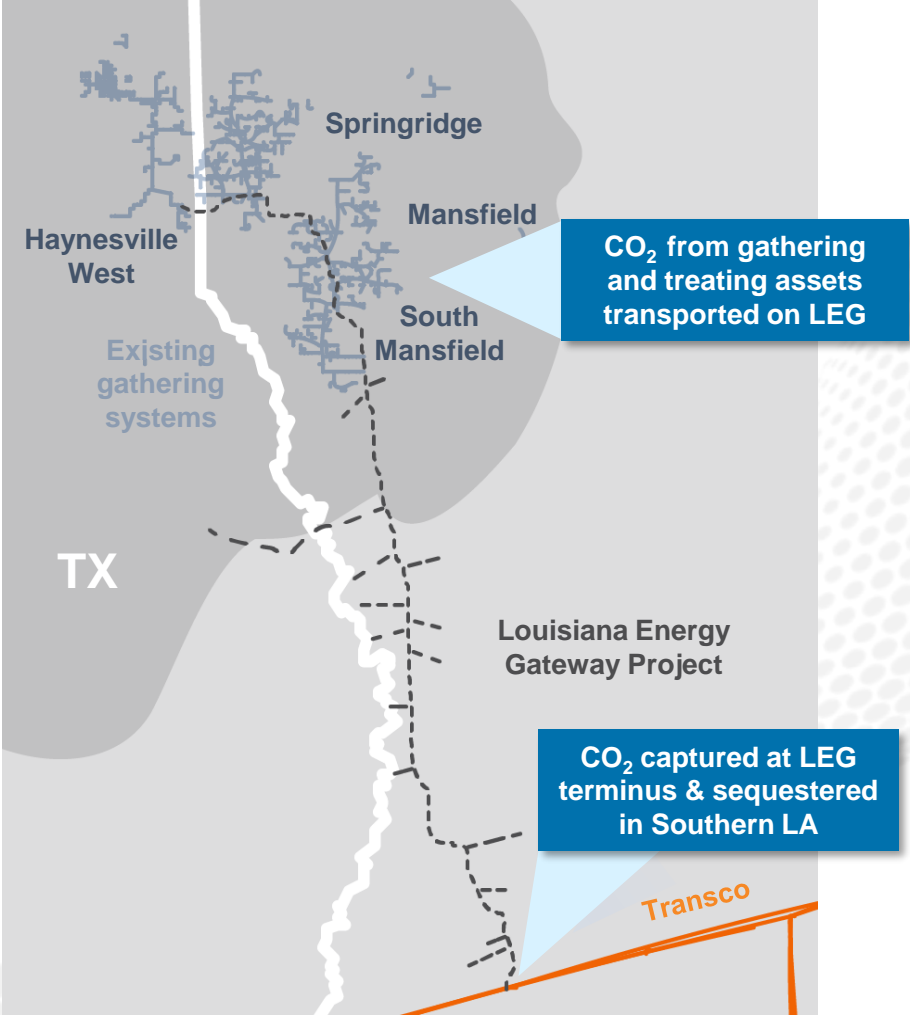 Springridge
Mansfield
Haynesville
West
CO₂ from gathering
and treating assets
transported on LEG
South
Mansfield
Existing
gathering
systems
TX
Louisiana Energy
Gateway Project
CO₂ captured at LEG
terminus & sequestered
in Southern LA
Transco